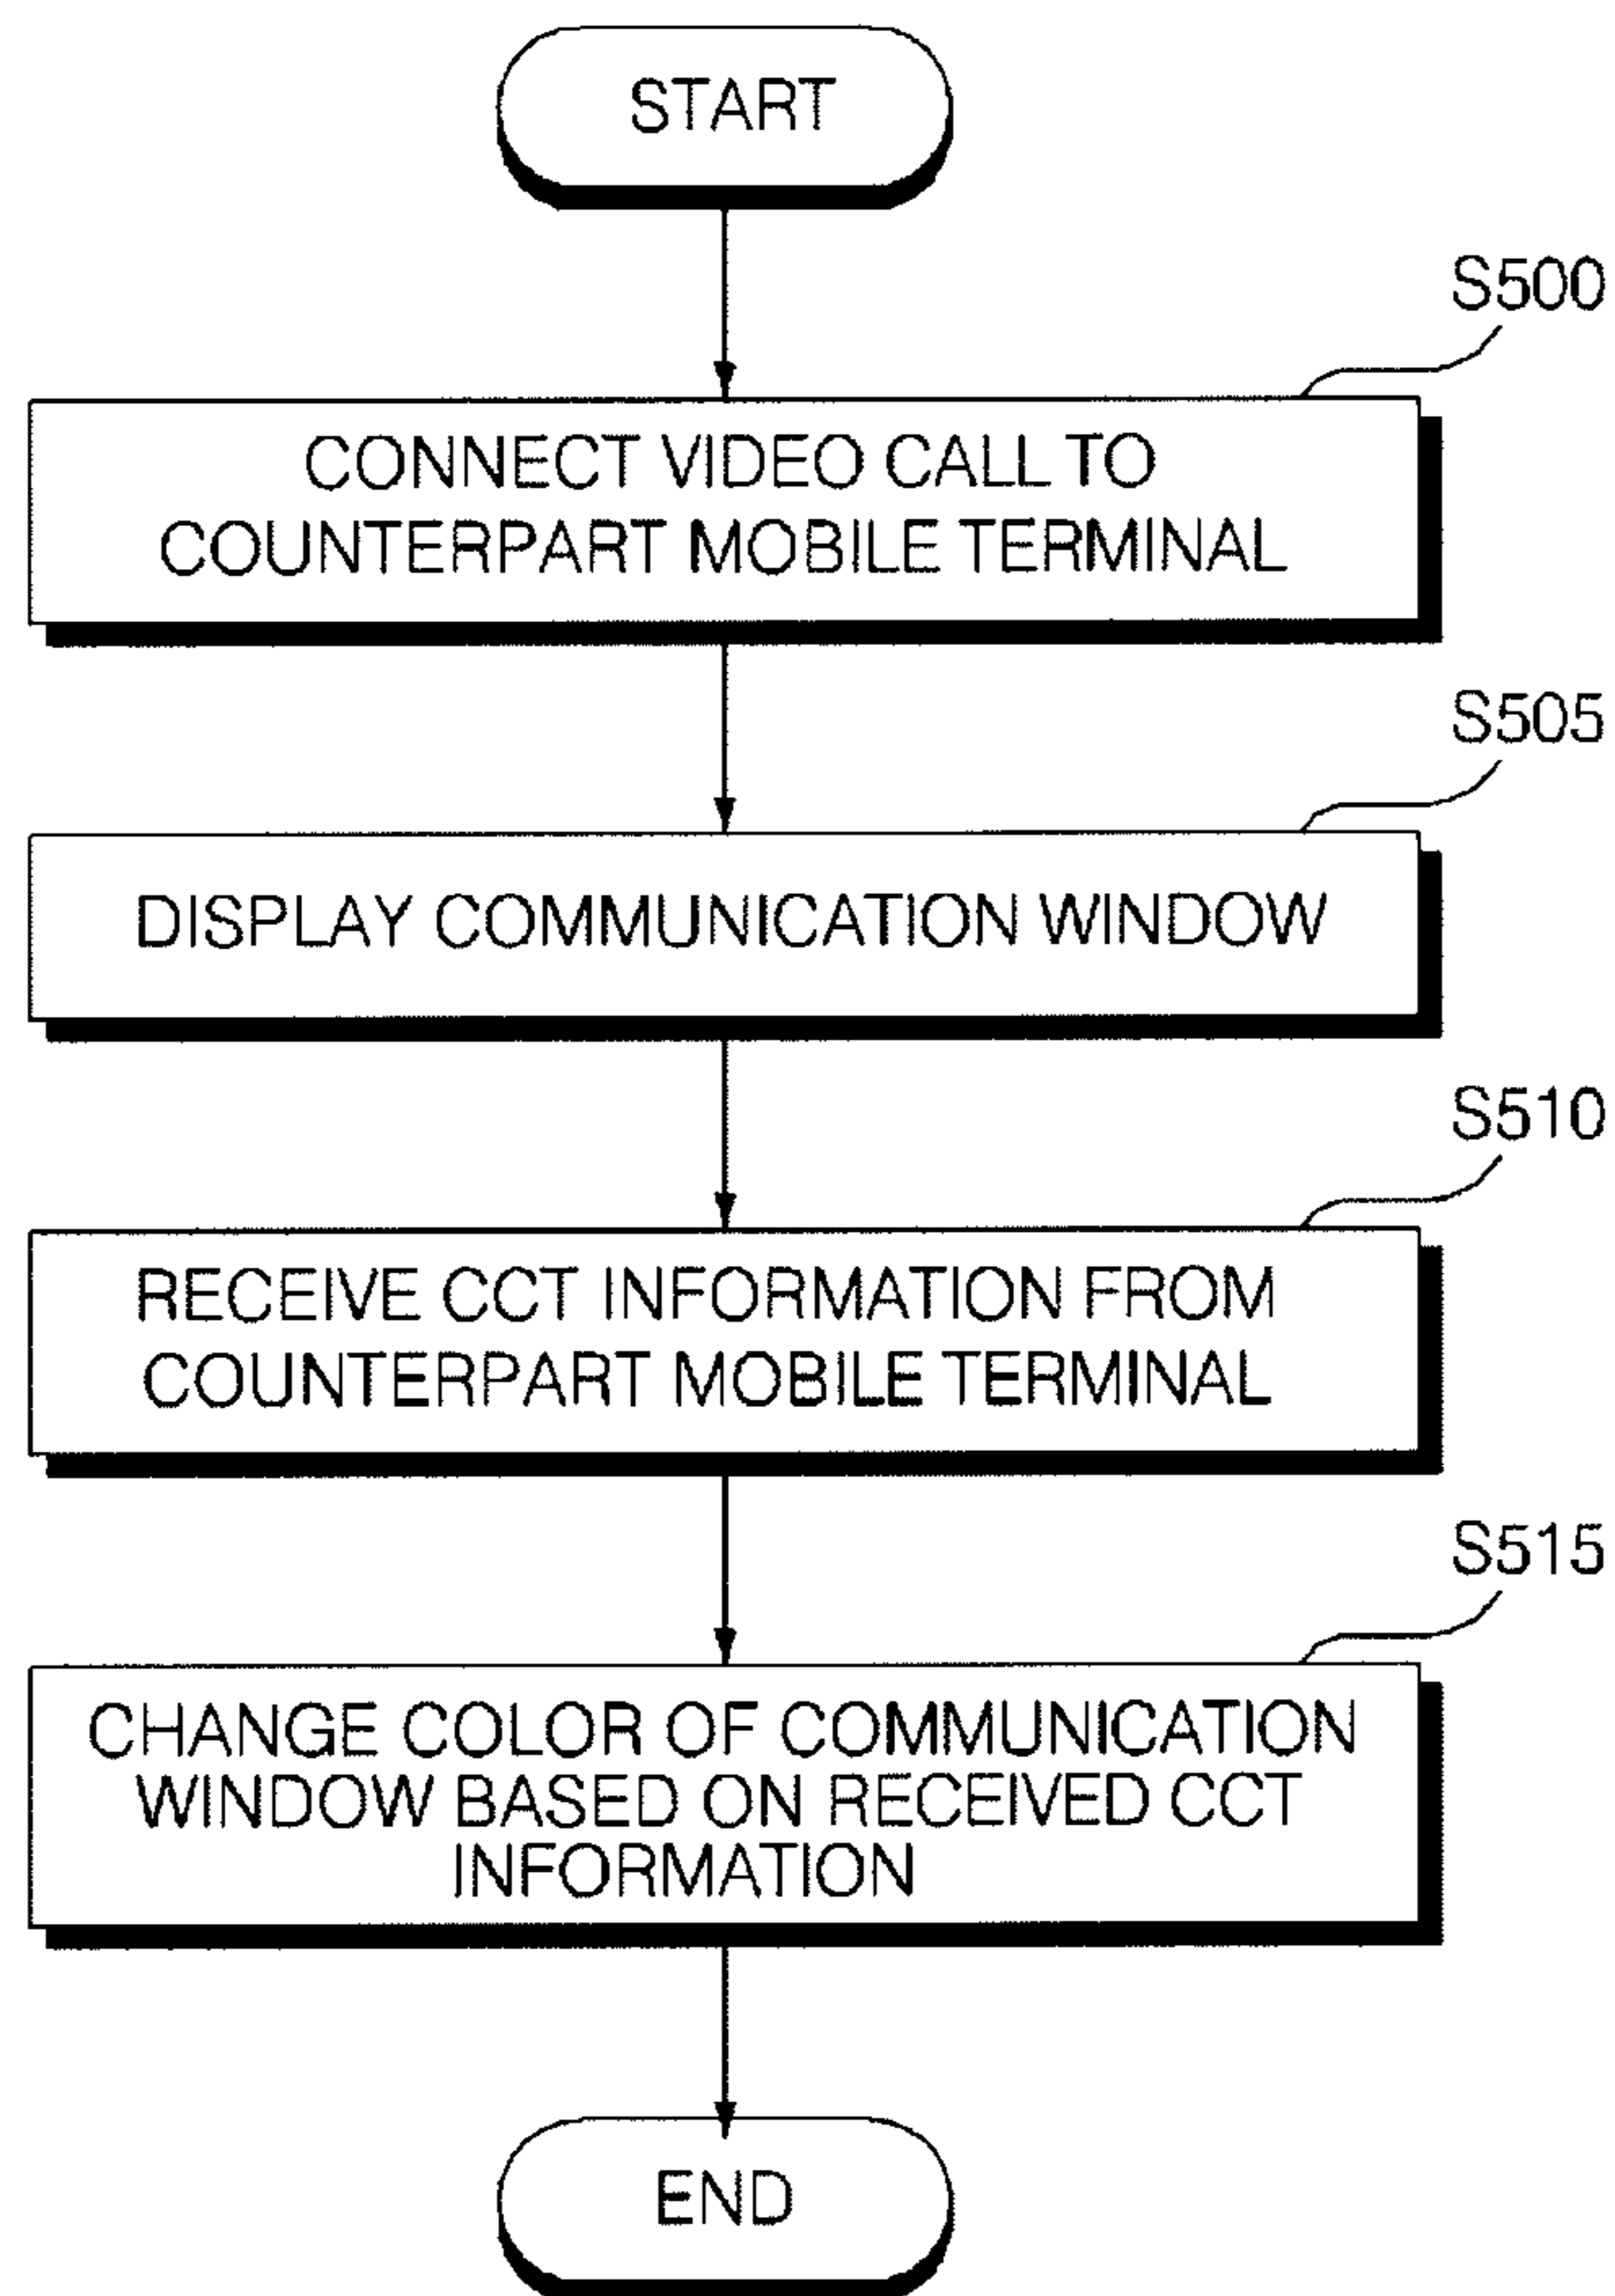 START
S500
CONNECT VIDEO CALL TO
COUNTERPART MOBILE TERMINAL
S505
DISPLAY COMMUNICATION WINDOW
S510
RECEIVE CCT INFORMATION FROM
COUNTERPART MOBILE TERMINAL
S515
CHANGE COLOR OF COMMUNICATION
WINDOW BASED ON RECEIVED CCT
INFORMATION
END